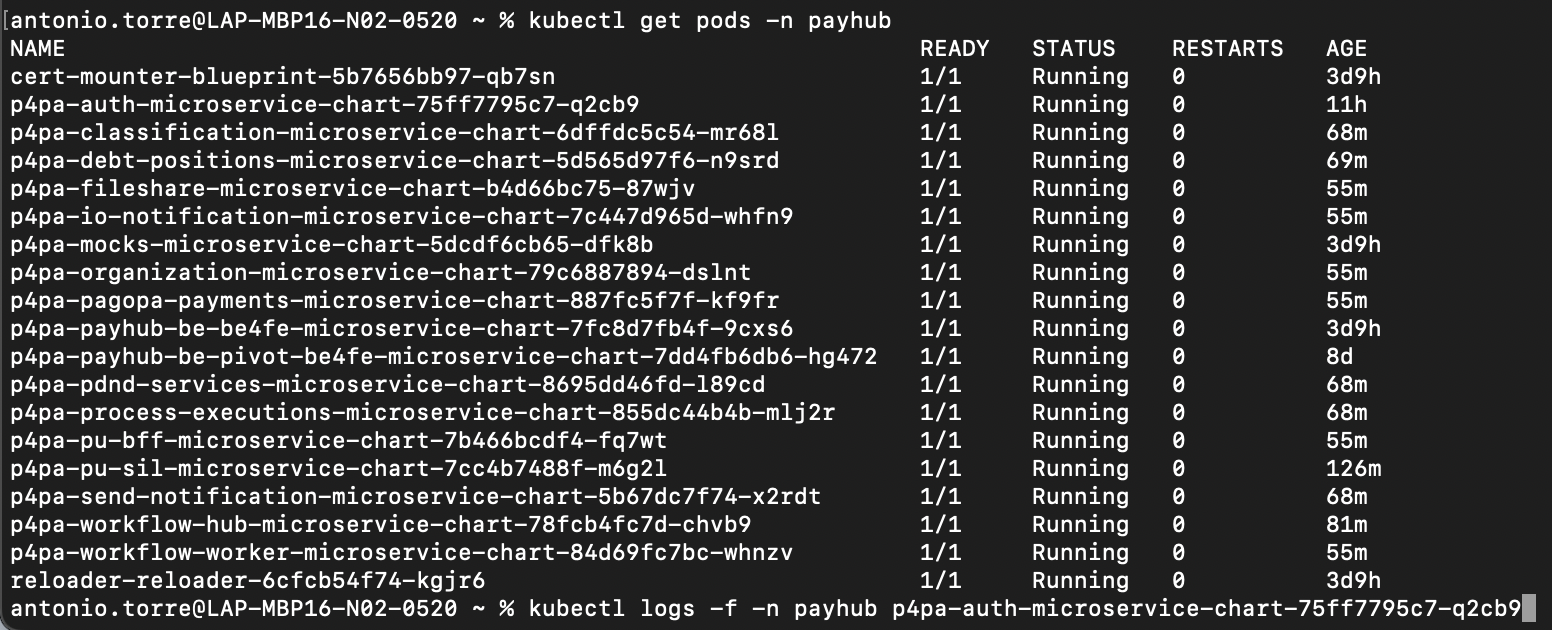 [antonio.torre@LAP-MBP16-N02-0520 ~ % kubectl get pods -n payhub
NAME READY STATUS RESTARTS AGE
cert-mounter-blueprint-5b7656bb97-qb7sn 1/1 Running 0 3d9h
p4pa-auth-microservice-chart-75ff7795c7-q2cb9 1/1 Running 0 11h
p4pa-classification-microservice-chart-6dffdc5c54-mr68l 1/1 Running 0 68m
p4pa-debt-positions-microservice-chart-5d565d97f6-n9srd 1/1 Running 0 69m
p4pa-fileshare-microservice-chart-b4d66bc75-87wjv 1/1 Running 0 55m
p4pa-io-notification-microservice-chart-7c447d965d-whfn9 1/1 Running 0 55m
p4pa-mocks-microservice-chart-5dcdf6cb65-dfk8b 1/1 Running 0 3d9h
p4pa-organization-microservice-chart-79c6887894-dslnt 1/1 Running 0 55m
p4pa-pagopa-payments-microservice-chart-887fc5f7f-kf9fr 1/1 Running 0 55m
p4pa-payhub-be-be4fe-microservice-chart-7fc8d7fb4f-9cxs6 1/1 Running 0 3d9h
p4pa-payhub-be-pivot-be4fe-microservice-chart-7dd4fb6db6-hg472 1/1 Running 0 8d
p4pa-pdnd-services-microservice-chart-8695dd46fd-l89cd 1/1 Running 0 68m
p4pa-process-executions-microservice-chart-855dc44b4b-mlj2r 1/1 Running 0 68m
p4pa-pu-bff-microservice-chart-7b466bcdf4-fq7wt 1/1 Running 0 55m
p4pa-pu-sil-microservice-chart-7cc4b7488f-m6g2l 1/1 Running 0 126m
p4pa-send-notification-microservice-chart-5b67dc7f74-x2rdt 1/1 Running 0 68m
p4pa-workflow-hub-microservice-chart-78fcb4fc7d-chvb9 1/1 Running 0 81m
p4pa-workflow-worker-microservice-chart-84d69fc7bc-whnzv 1/1 Running 0 55m
reloader-reloader-6cfcb54f74-kgjr6 1/1 Running 0 3d9h
antonio.torre@LAP-MBP16-N02-0520 ~ % kubectl logs -f -n payhub p4pa-auth-microservice-chart-75ff7795c7-q2cb9